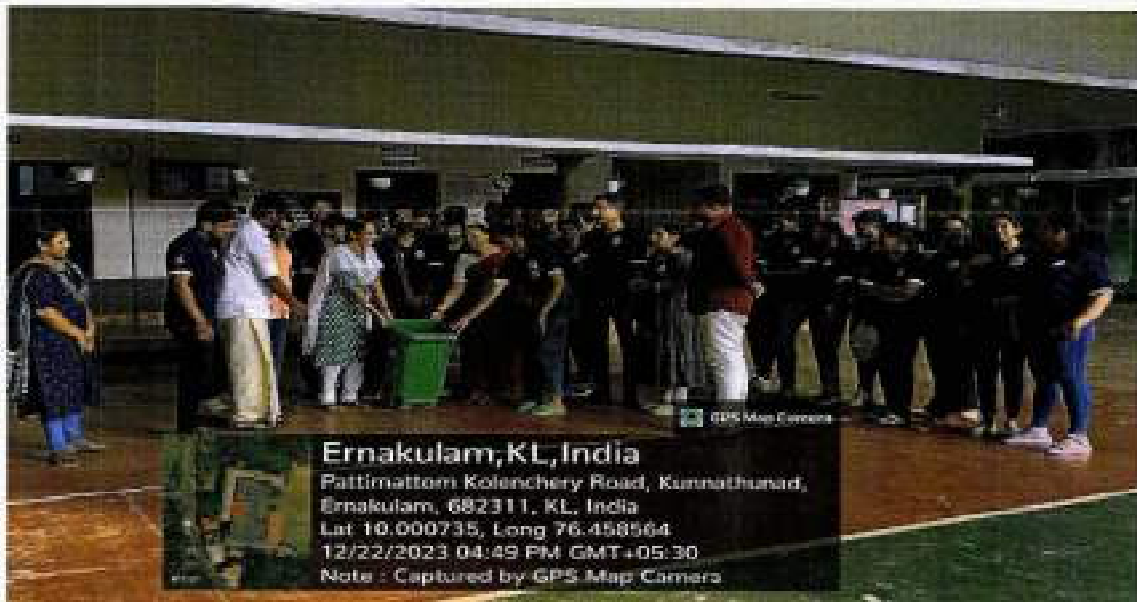 GPS Map Camera
Ernakulam,KL,India
Pattimattom Kolenchery Road, Kunnathunad,
Ernakulam, 682311, KL, India
Lat 10.000735, Long 76.458564
12/22/2023 04:49 PM GMT+05:30
Note : Captured by GPS Map Camera